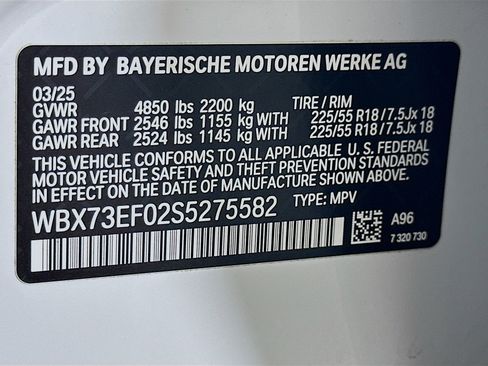 MFD BY BAYERISCHE MOTOREN WERKE AG
03/25
GVWR 4850 lbs 2200 kg TIRE / RIM
GAWR FRONT 2546 lbs 1155 kg WITH 225/55 R18/7.5Jx 18
GAWR REAR 2524 lbs 1145 kg WITH 225/55 R18/7.5Jx 18
THIS VEHICLE CONFORMS TO ALL APPLICABLE U. S. FEDERAL
MOTOR VEHICLE SAFETY, BUMPER, AND THEFT PREVENTION
STANDARDS IN EFFECT ON THE DATE OF MANUFACTURE SHOWN ABOVE.
WBX73EF02S5275582 TYPE: MPV
A96
7 320 730